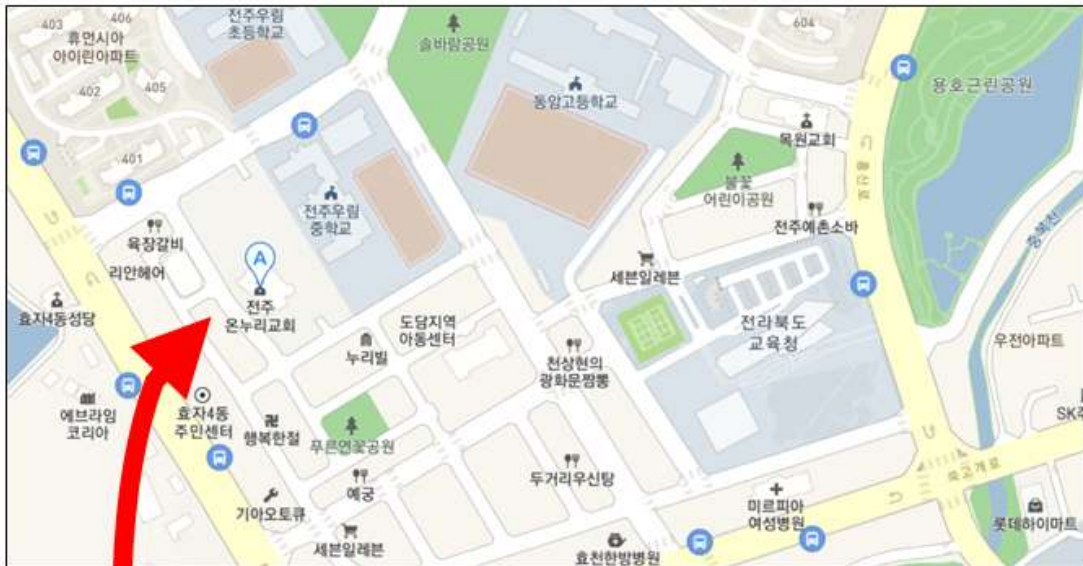 403
406
휴먼시아
아이린아파트
402
405
401
전주우림
초등학교
솔바람공원
동암고등학교
604
목원교회
용호근린공원
홍산로
중복천
불꽃
어린이공원
전주예촌소바
전주우림
중학교
육장갈비
리안헤어
A
전주
온누리교회
효자4동성당
세븐일레븐
전라북도
교육청
우전아파트
도담지역
아동센터
누리빌
천상현의
광화문짬뽕
에브라임
코리아
효자4동
주민센터
행복한절
푸른연꽃공원
예궁
두거리우신탕
기아오토큐
세븐일레븐
효천한방병원
미르피아
여성병원
롯데하이마트